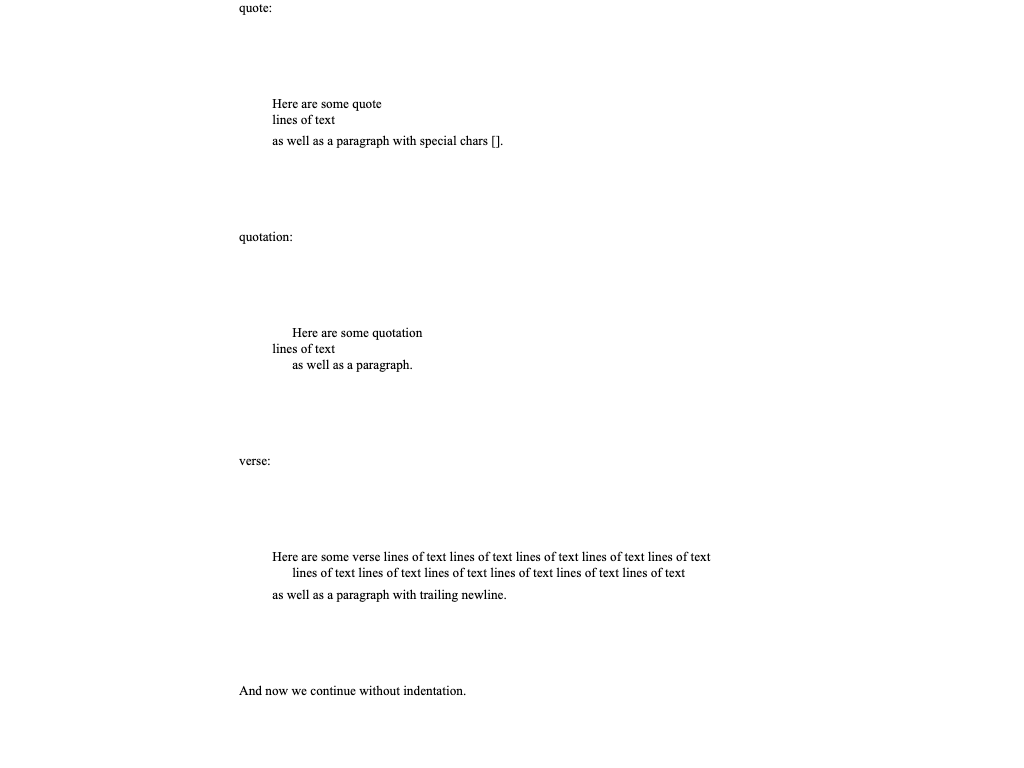 quote:
Here are some quote
lines of text
as well as a paragraph with special chars [].
quotation:
Here are some quotation
lines of text
as well as a paragraph.
verse:
Here are some verse lines of text lines of text lines of text lines of text lines of text
lines of text lines of text lines of text lines of text lines of text lines of text
as well as a paragraph with trailing newline.
And now we continue without indentation.